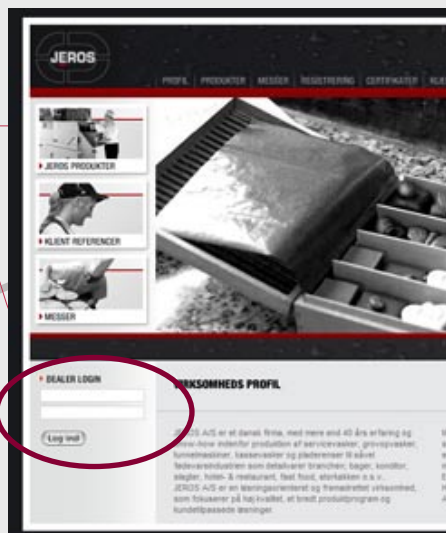 JEROS
PROFIL PRODUKTER MESSER REGISTRERING CERTIFIKATER
JEROS PRODUKTER
KLIENT REFERENCER
MESSER
DEALER LOGIN
Log ind
VIRKSOMHEDS PROFIL
JEROS A/S er et dansk firma, med mere end 40 års erfaring og
know-how indenfor produktion af servicevasker, grovopvasker,
tunnelmaskiner, kassevasker og pladerenser til såvel
fødevareindustrien som detailvarer branchen; bager, konditor,
slagter, hotel- & restaurant, fast food, storkøkken o.s.v.
JEROS A/S er en løsningsorienteret og fremadrettet virksomhed,
som fokuserer på høj kvalitet, et bredt produktprogram og
kundetilpassede løsninger.